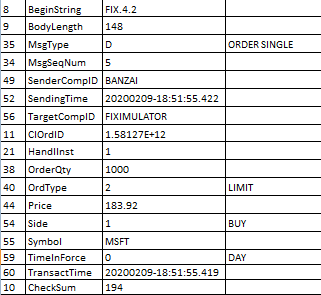 8 BeginString FIX.4.2
9 BodyLength 148
35 MsgType D ORDER SINGLE
34 MsgSeqNum 5
49 SenderCompID BANZAI
52 SendingTime 20200209-18:51:55.422
56 TargetCompID FIXIMULATOR
11 ClOrdID 1.58127E+12
21 HandlInst 1
38 OrderQty 1000
40 OrdType 2 LIMIT
44 Price 183.92
54 Side 1 BUY
55 Symbol MSFT
59 TimeInForce 0 DAY
60 TransactTime 20200209-18:51:55.419
10 CheckSum 194